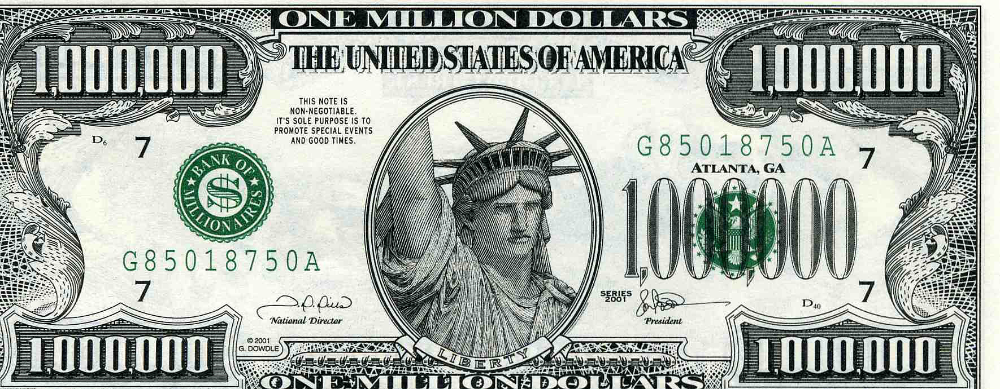 ONE MILLION DOLLARS
THE UNITED STATES OF AMERICA
1,000,000
1,000,000
THIS NOTE IS
NON-NEGOTIABLE.
IT'S SOLE PURPOSE IS TO
PROMOTE SPECIAL EVENTS
AND GOOD TIMES.
D6
7
G85018750A
7
ATLANTA, GA
BANK OF
MILLIONAIRES
$
1,000,000
G85018750A
7
7
SERIES
2001
D40
National Director
President
© 2001
G. DOWDLE
LIBERTY
1,000,000
1,000,000
ONE MILLION DOLLARS